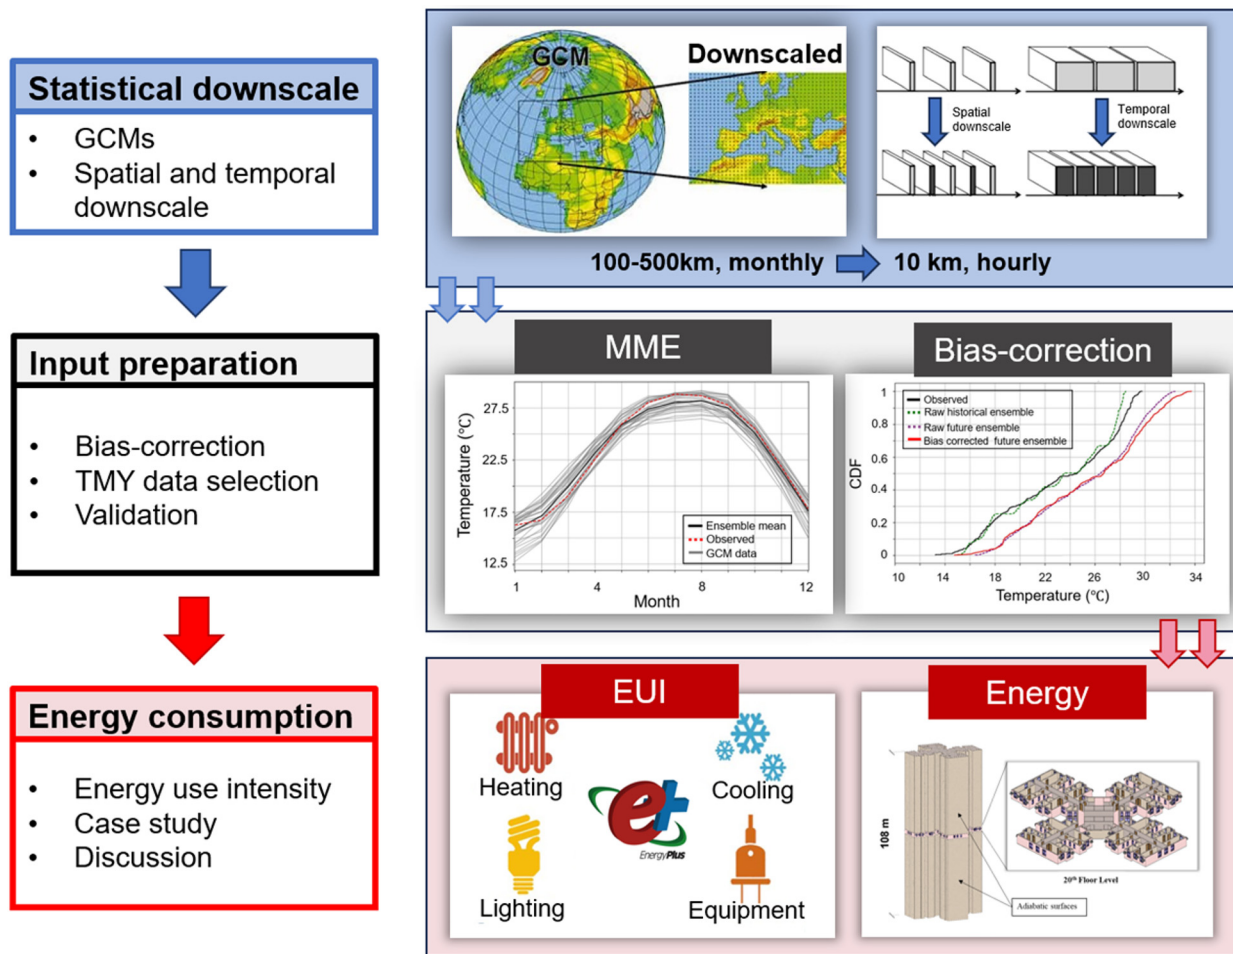 Statistical downscale
• GCMs
• Spatial and temporal
downscale
Input preparation
• Bias-correction
• TMY data selection
• Validation
Energy consumption
• Energy use intensity
• Case study
• Discussion
GCM
Downscaled
Spatial
downscale
Temporal
downscale
100-500km, monthly
10 km, hourly
MME
Temperature (℃)
27.5
22.5
17.5
12.5
Ensemble mean
Observed
GCM data
1
4
8
12
Month
Bias-correction
CDF
1
0.8
0.6
0.4
0.2
0
Observed
Raw historical ensemble
Raw future ensemble
Bias corrected future ensemble
10
14
18
22
26
30
34
Temperature (℃)
EUI
Heating
Cooling
e+
EnergyPlus
Lighting
Equipment
Energy
108 m
20th Floor Level
Adiabatic surfaces